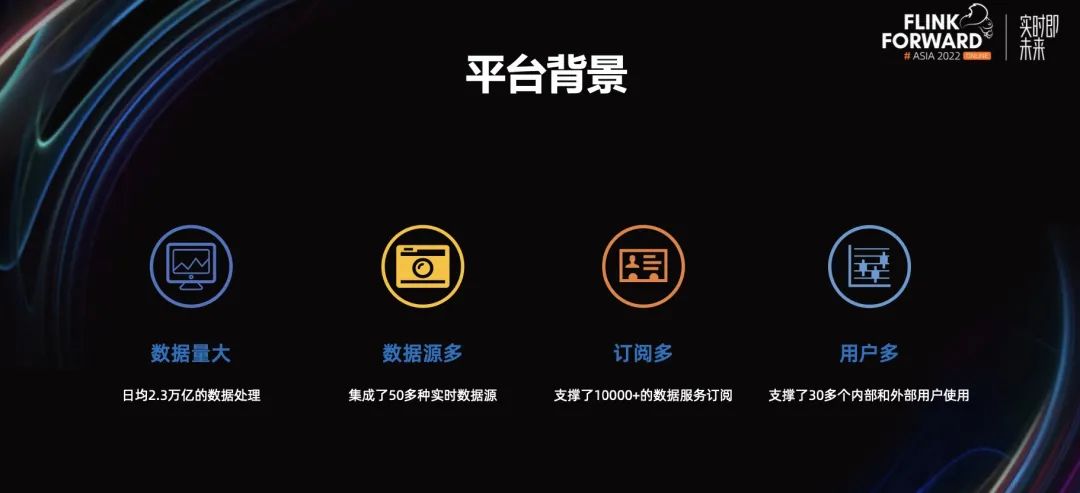 FLINK
FORWARD
# ASIA 2022 ONLINE
实时即
未来
平台背景
数据量大
数据源多
订阅多
用户多
日均2.3万亿的数据处理
集成了50多种实时数据源
支撑了10000+的数据服务订阅
支撑了30多个内部和外部用户使用